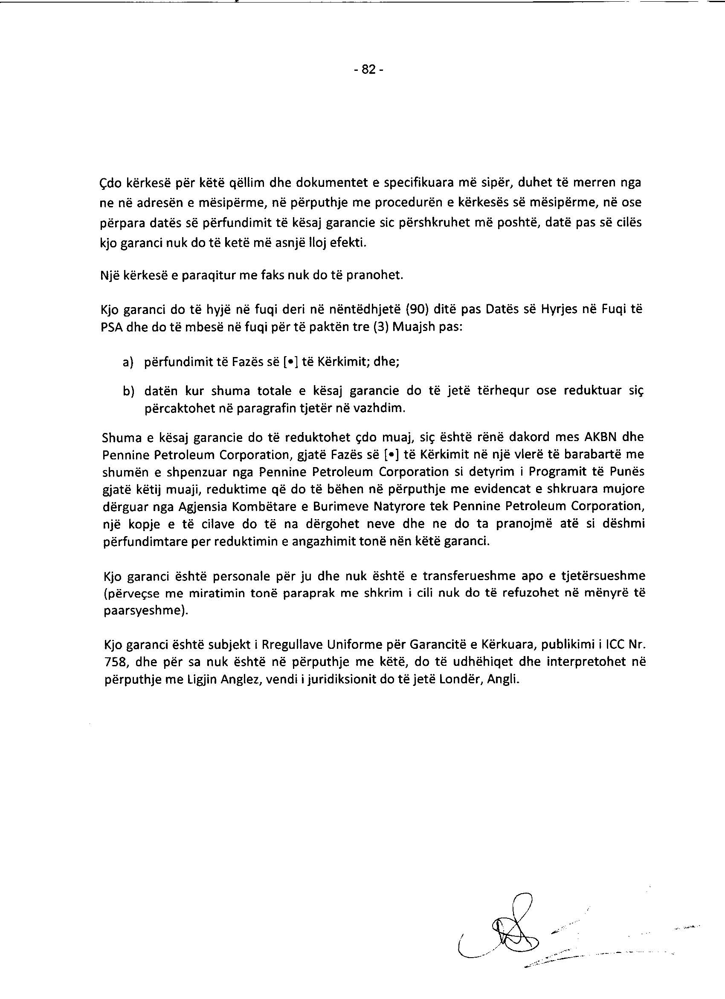 - 82 -
Çdo kërkesë për këtë qëllim dhe dokumentet e specifikuara më sipër, duhet të merren nga
ne në adresën e mësipërme, në përputhje me procedurën e kërkesës së mësipërme, në ose
përpara datës së përfundimit të kësaj garancie sic përshkruhet më poshtë, datë pas së cilës
kjo garanci nuk do të ketë më asnjë lloj efekti.
Një kërkesë e paraqitur me faks nuk do të pranohet.
Kjo garanci do të hyjë në fuqi deri në nëntëdhjetë (90) ditë pas Datës së Hyrjes në Fuqi të
PSA dhe do të mbesë në fuqi për të paktën tre (3) Muajsh pas:
a) përfundimit të Fazës së [•] të Kërkimit; dhe;
b) datën kur shuma totale e kësaj garancie do të jetë tërhequr ose reduktuar siç
përcaktohet në paragrafin tjetër në vazhdim.
Shuma e kësaj garancie do të reduktohet çdo muaj, siç është rënë dakord mes AKBN dhe
Pennine Petroleum Corporation, gjatë Fazës së [•] të Kërkimit në një vlerë të barabartë me
shumën e shpenzuar nga Pennine Petroleum Corporation si detyrim i Programit të Punës
gjatë këtij muaji, reduktime që do të bëhen në përputhje me evidencat e shkruara mujore
dërguar nga Agjensia Kombëtare e Burimeve Natyrore tek Pennine Petroleum Corporation,
një kopje e të cilave do të na dërgohet neve dhe ne do ta pranojmë atë si dëshmi
përfundimtare per reduktimin e angazhimit tonë nën këtë garanci.
Kjo garanci është personale për ju dhe nuk është e transferueshme apo e tjetërsueshme
(përveçse me miratimin tonë paraprak me shkrim i cili nuk do të refuzohet në mënyrë të
paarsyeshme).
Kjo garanci është subjekt i Rregullave Uniforme për Garancitë e Kërkuara, publikimi i ICC Nr.
758, dhe për sa nuk është në përputhje me këtë, do të udhëhiqet dhe interpretohet në
përputhje me Ligjin Anglez, vendi i juridiksionit do të jetë Londër, Angli.